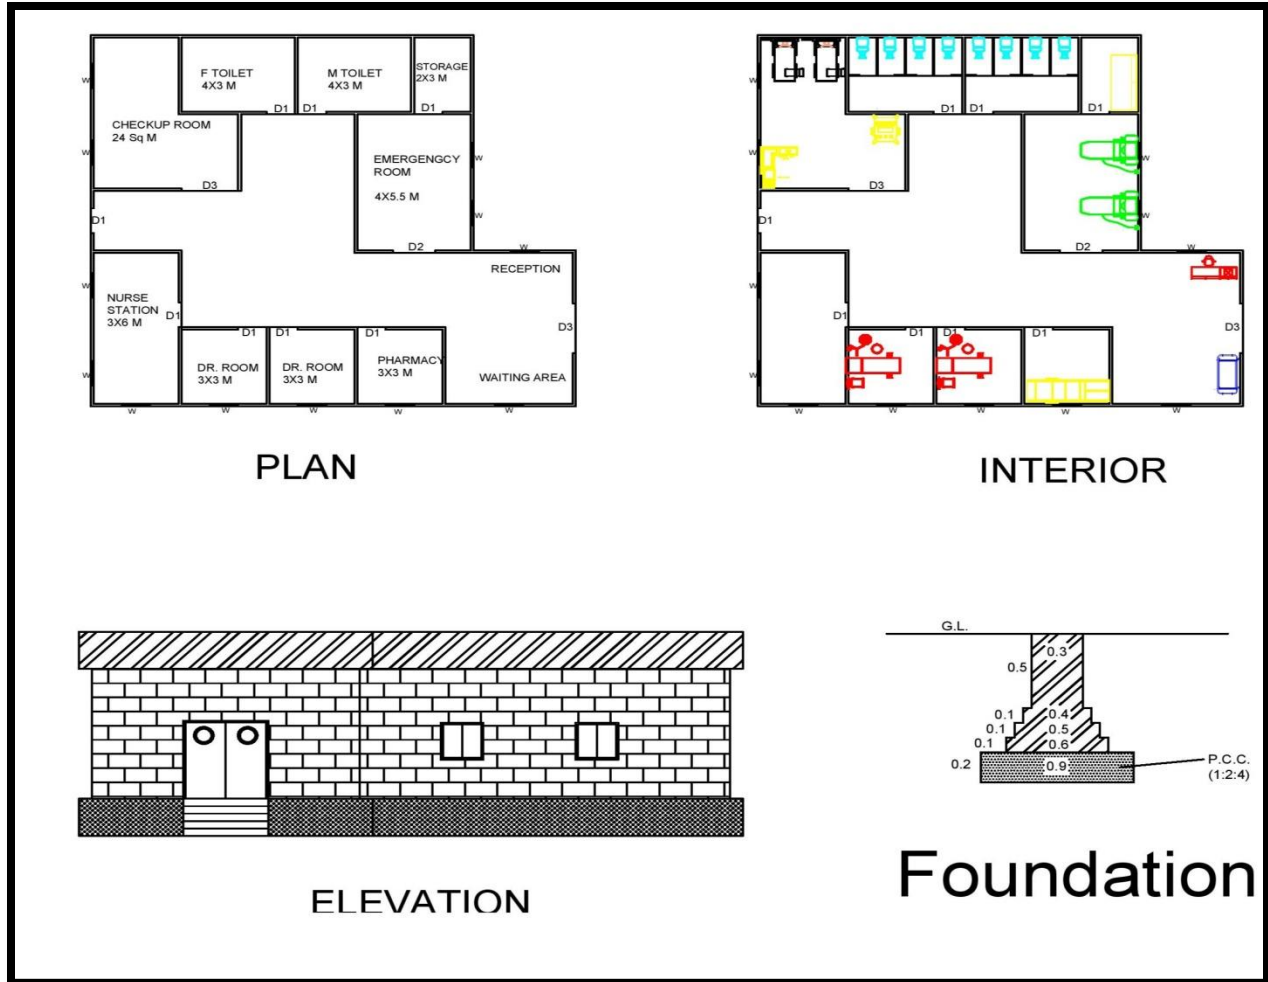 F TOILET
4X3 M
M TOILET
4X3 M
STORAGE
2X3 M
D1
D1
D1
W
CHECKUP ROOM
24 Sq M
W
EMERGENGCY
ROOM
4X5.5 M
W
W
D3
D1
D2
W
RECEPTION
W
NURSE
STATION
3X6 M
D1
D1
D1
D1
D3
DR. ROOM
3X3 M
DR. ROOM
3X3 M
PHARMACY
3X3 M
WAITING AREA
W
W
W
W
W
W
PLAN
W
D1
D1
D1
W
W
D3
D1
W
D2
W
W
D1
D1
D1
D1
D3
W
W
W
W
W
W
INTERIOR
ELEVATION
G.L.
0.3
0.5
0.1
0.4
0.1
0.5
0.1
0.6
0.2
0.9
P.C.C.
(1:2:4)
Foundation